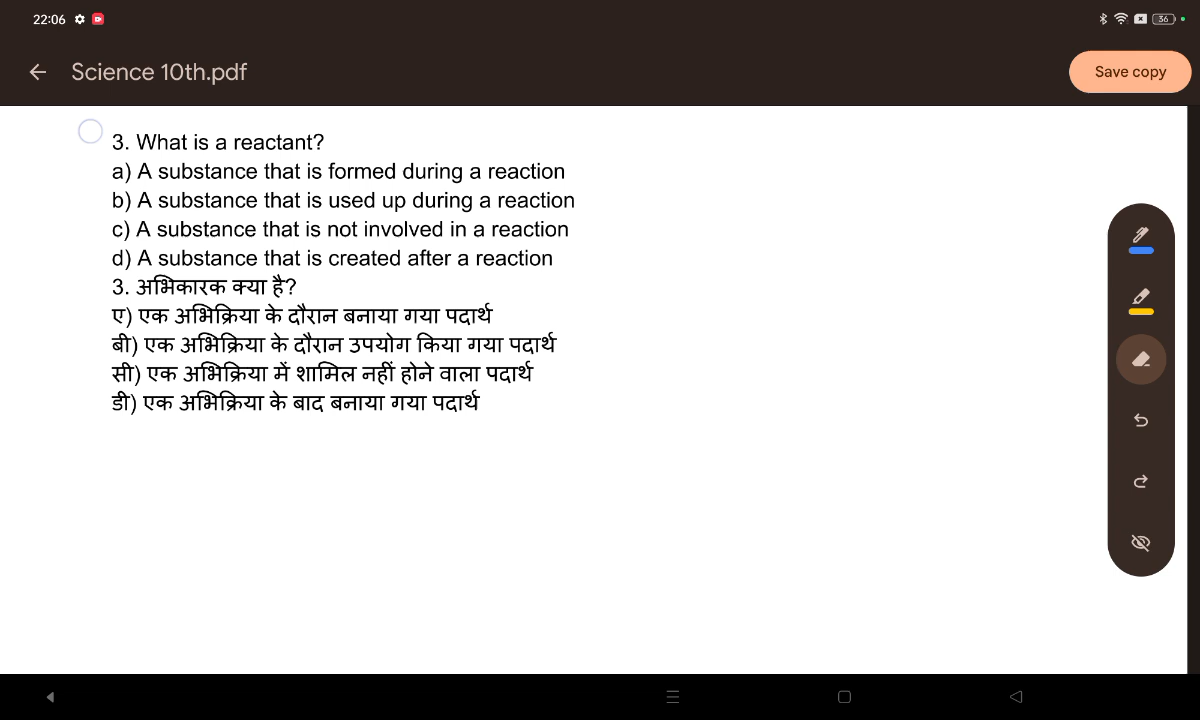 22:06
36
Science 10th.pdf
Save copy
3. What is a reactant?
a) A substance that is formed during a reaction
b) A substance that is used up during a reaction
c) A substance that is not involved in a reaction
d) A substance that is created after a reaction
3. अभिकारक क्या है?
ए) एक अभिक्रिया के दौरान बनाया गया पदार्थ
बी) एक अभिक्रिया के दौरान उपयोग किया गया पदार्थ
सी) एक अभिक्रिया में शामिल नहीं होने वाला पदार्थ
डी) एक अभिक्रिया के बाद बनाया गया पदार्थ